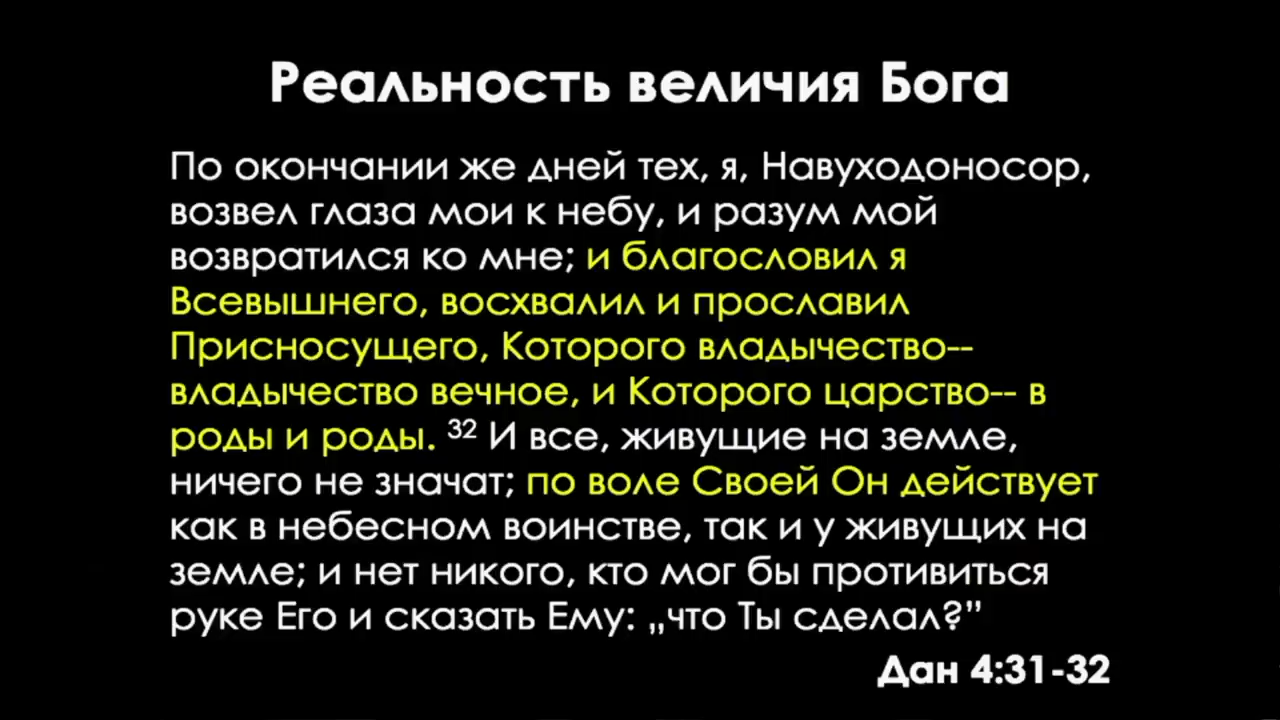 Реальность величия Бога
По окончании же дней тех, я, Навуходоносор,
возвел глаза мои к небу, и разум мой
возвратился ко мне; и благословил я
Всевышнего, восхвалил и прославил
Присносущего, Которого владычество--
владычество вечное, и Которого царство-- в
роды и роды. ³² И все, живущие на земле,
ничего не значат; по воле Своей Он действует
как в небесном воинстве, так и у живущих на
земле; и нет никого, кто мог бы противиться
руке Его и сказать Ему: „что Ты сделал?”
Дан 4:31-32